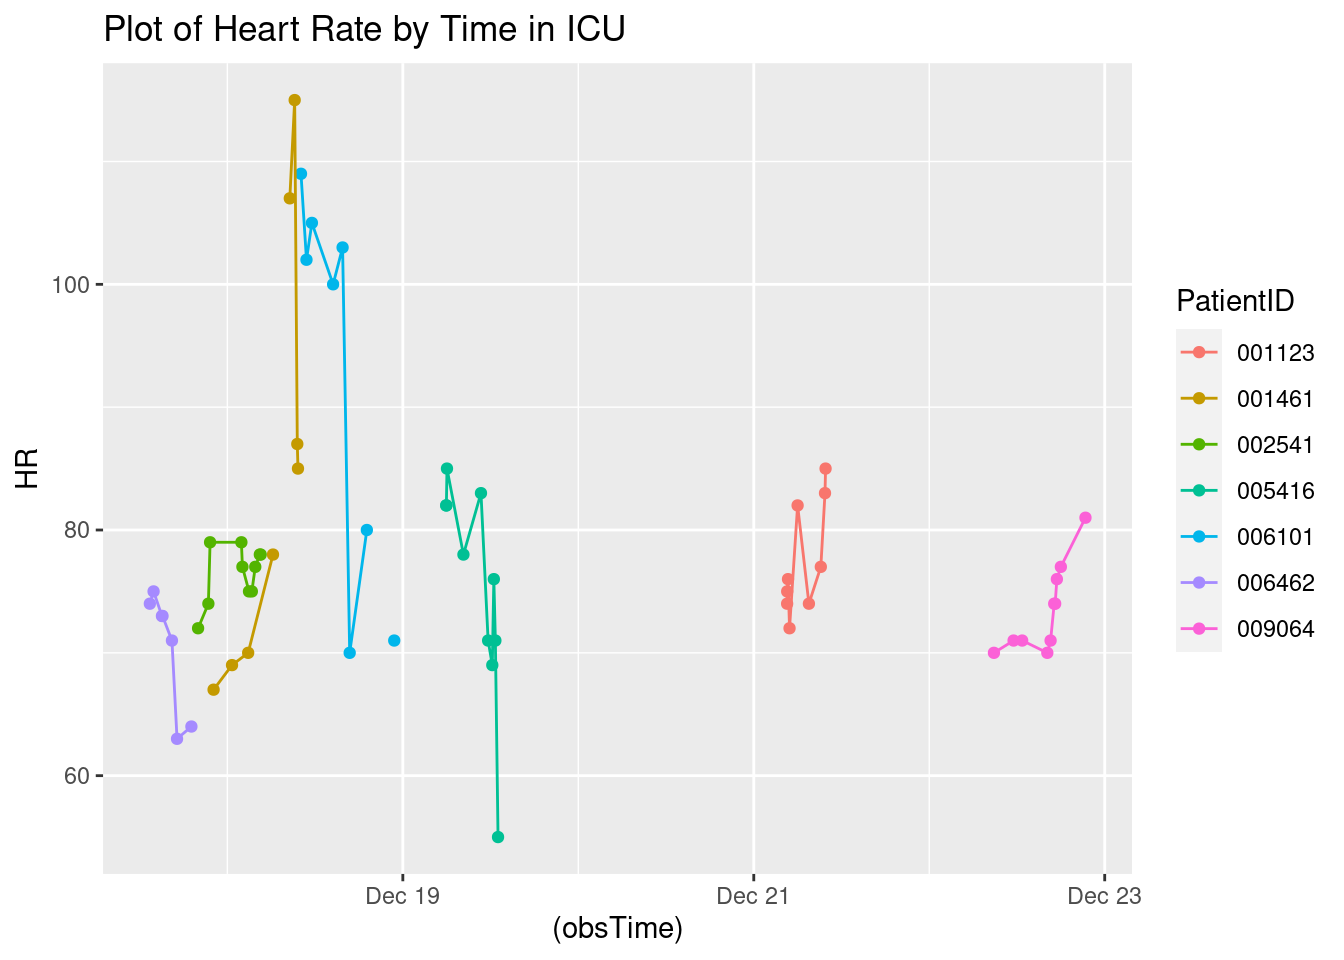 Plot of Heart Rate by Time in ICU
HR
100
80
60
Dec 19
Dec 21
Dec 23
(obsTime)
PatientID
001123
001461
002541
005416
006101
006462
009064